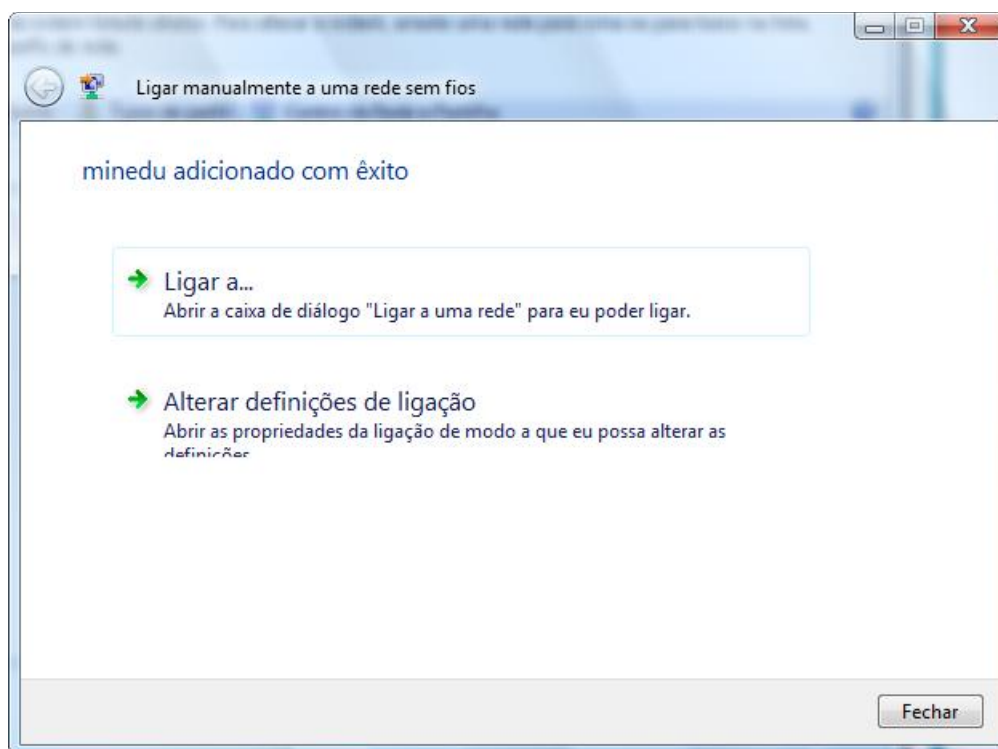 Ligar manualmente a uma rede sem fios
minedu adicionado com êxito
Ligar a...
Abrir a caixa de diálogo "Ligar a uma rede" para eu poder ligar.
Alterar definições de ligação
Abrir as propriedades da ligação de modo a que eu possa alterar as
definições
Fechar